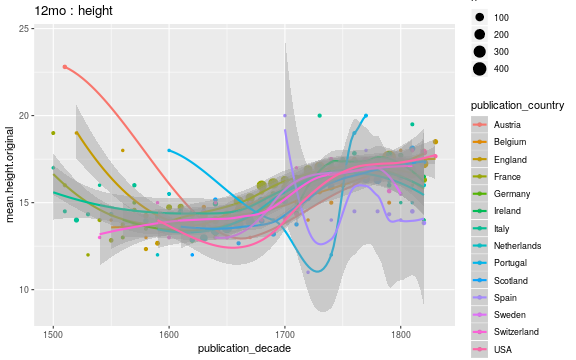 12mo : height
25
20
15
10
mean.height.original
1500
1600
1700
1800
publication_decade
100
200
300
400
publication_country
Austria
Belgium
England
France
Germany
Ireland
Italy
Netherlands
Portugal
Scotland
Spain
Sweden
Switzerland
USA